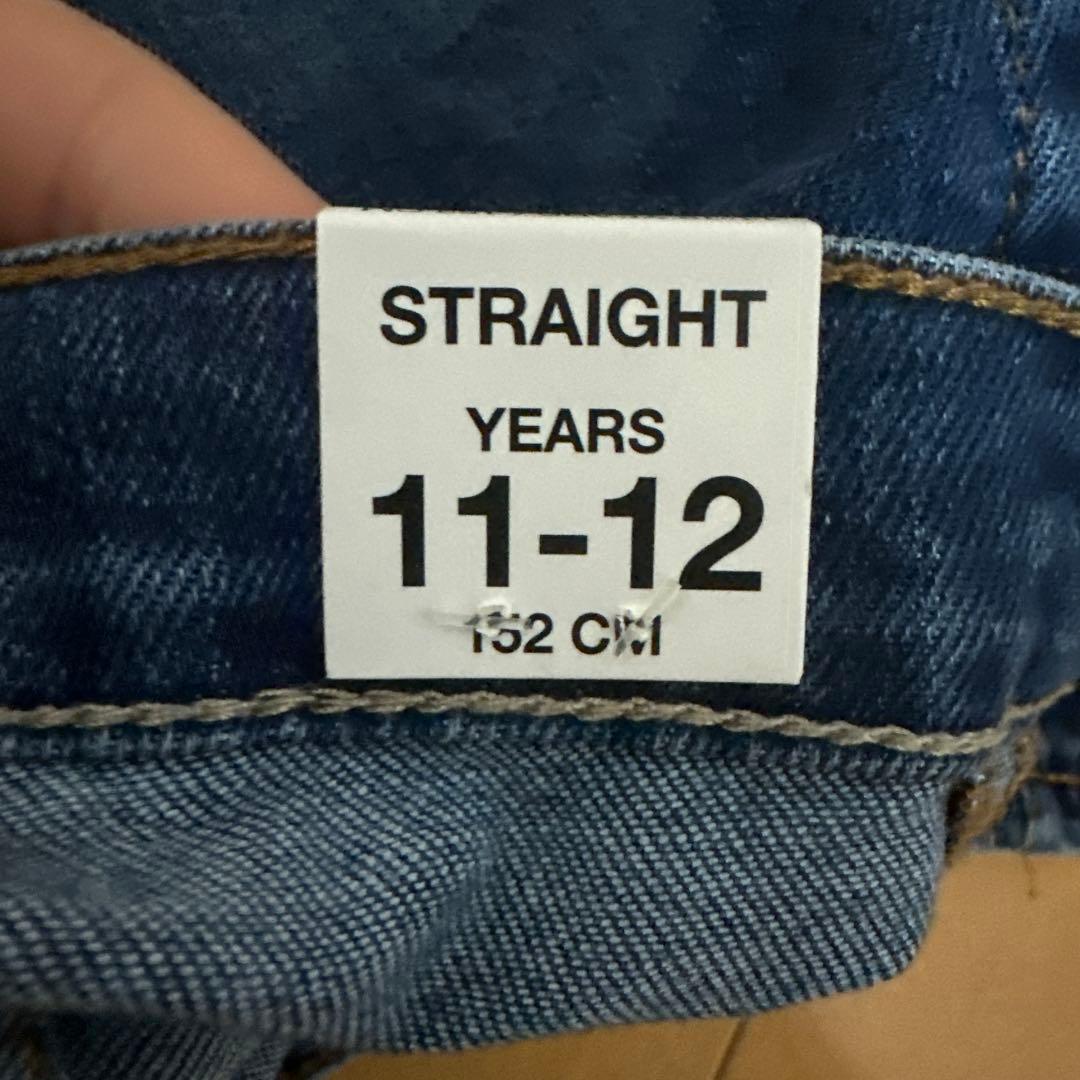 STRAIGHT
YEARS
11-12
152 CM